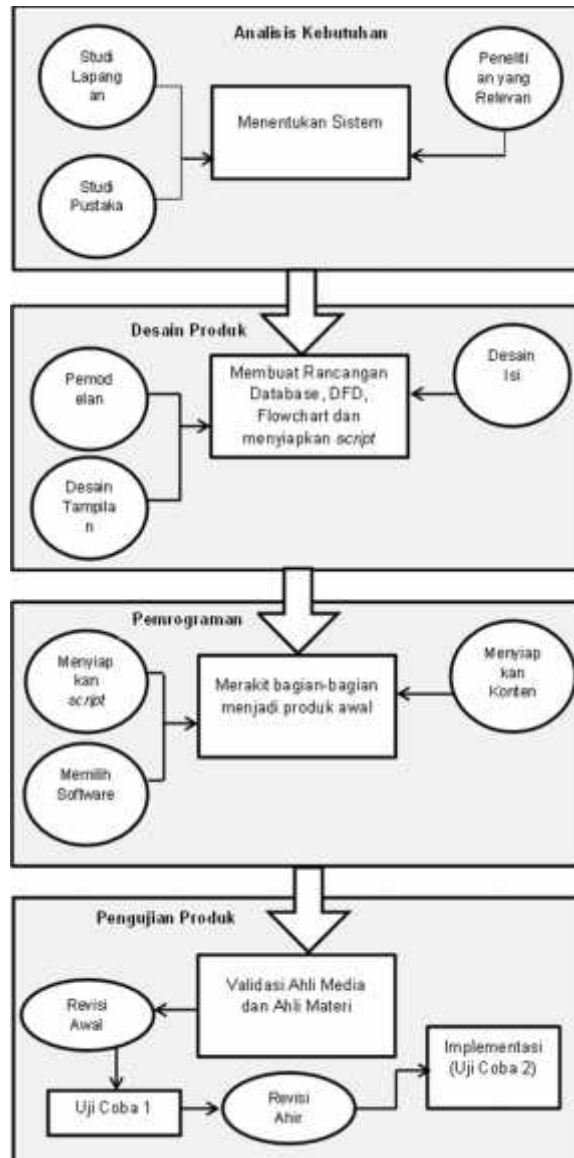 Analisis Kebutuhan
Studi
Lapang
an
Peneliti
an yang
Relevan
Menentukan Sistem
Studi
Pustaka
Desain Produk
Pemod
elan
Membuat Rancangan
Database, DFD,
Flowchart dan
menyiapkan script
Desain
Isi
Desain
Tampila
n
Pemrograman
Menyiap
kan
script
Merakit bagian-bagian
menjadi produk awal
Menyiap
kan
Konten
Memilih
Software
Pengujian Produk
Validasi Ahli Media
dan Ahli Materi
Revisi
Awal
Implementasi
(Uji Coba 2)
Uji Coba 1
Revisi
Ahir